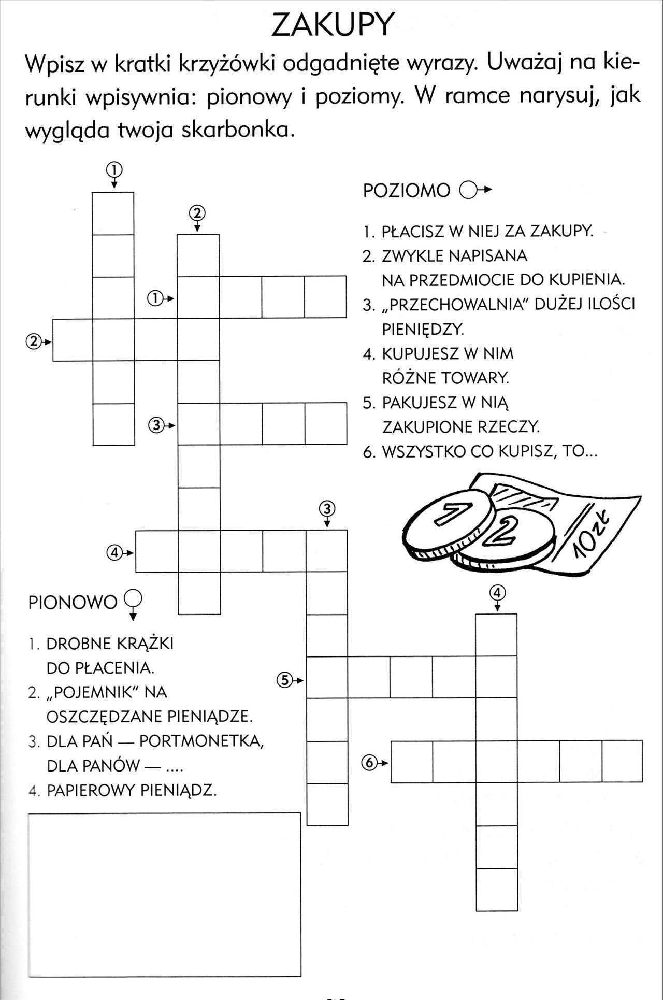 ZAKUPY
Wpisz w kratki krzyżówki odgadnięte wyrazy. Uważaj na kie-
runki wpisywnia: pionowy i poziomy. W ramce narysuj, jak
wygląda twoja skarbonka.
1
2
1
2
3
3
4
POZIOMO
1. PŁACISZ W NIEJ ZA ZAKUPY.
2. ZWYKLE NAPISANA
NA PRZEDMIOCIE DO KUPIENIA.
3. „PRZECHOWALNIA" DUŻEJ ILOŚCI
PIENIĘDZY.
4. KUPUJESZ W NIM
RÓŻNE TOWARY.
5. PAKUJESZ W NIĄ
ZAKUPIONE RZECZY.
6. WSZYSTKO CO KUPISZ, TO...
1
2
10 zł
4
5
6
PIONOWO
1. DROBNE KRĄŻKI
DO PŁACENIA.
2. „POJEMNIK" NA
OSZCZĘDZANE PIENIĄDZE.
3. DLA PAŃ — PORTMONETKA,
DLA PANÓW — ....
4. PAPIEROWY PIENIĄDZ.